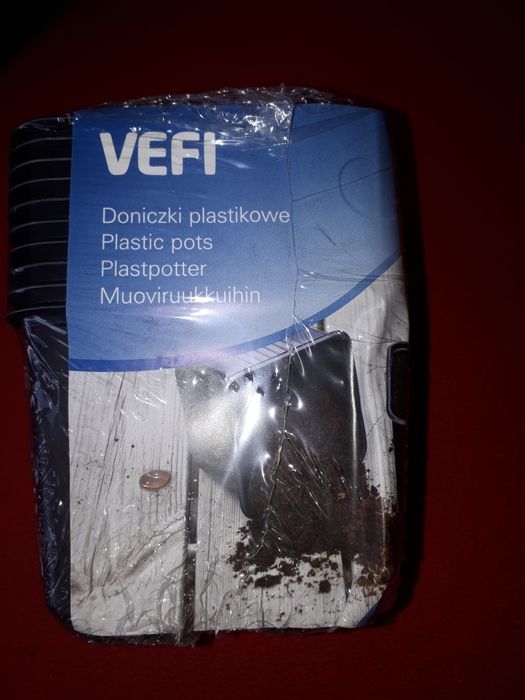 VEFI
Doniczki plastikowe
Plastic pots
Plastpotter
Muoviruukkuihin